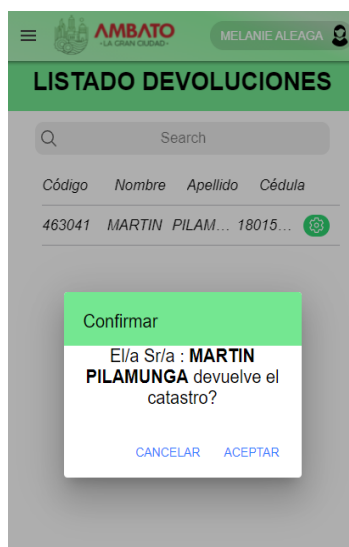 AMBATO
-LA GRAN CIUDAD-
MELANIE ALEAGA
LISTADO DEVOLUCIONES
Search
Código Nombre Apellido Cédula
463041 MARTIN PILAM... 18015...
Confirmar
El/a Sr/a : MARTIN
PILAMUNGA devuelve el
catastro?
CANCELAR ACEPTAR